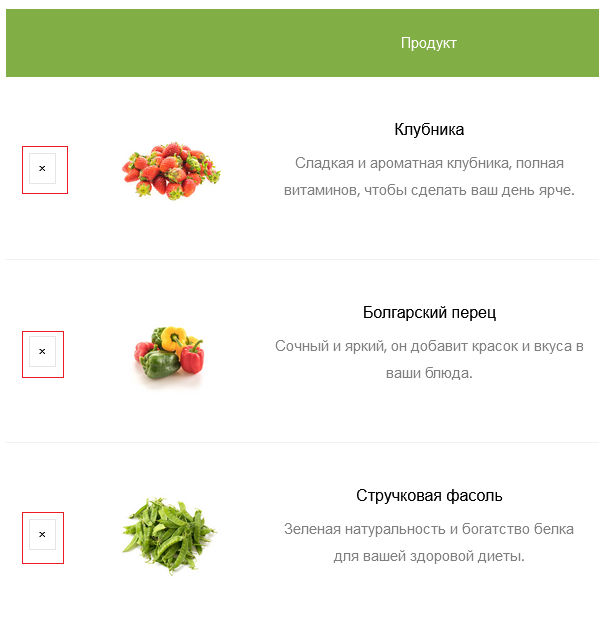 Продукт
×
Клубника
Сладкая и ароматная клубника, полная
витаминов, чтобы сделать ваш день ярче.
×
Болгарский перец
Сочный и яркий, он добавит красок и вкуса в
ваши блюда.
×
Стручковая фасоль
Зеленая натуральность и богатство белка
для вашей здоровой диеты.